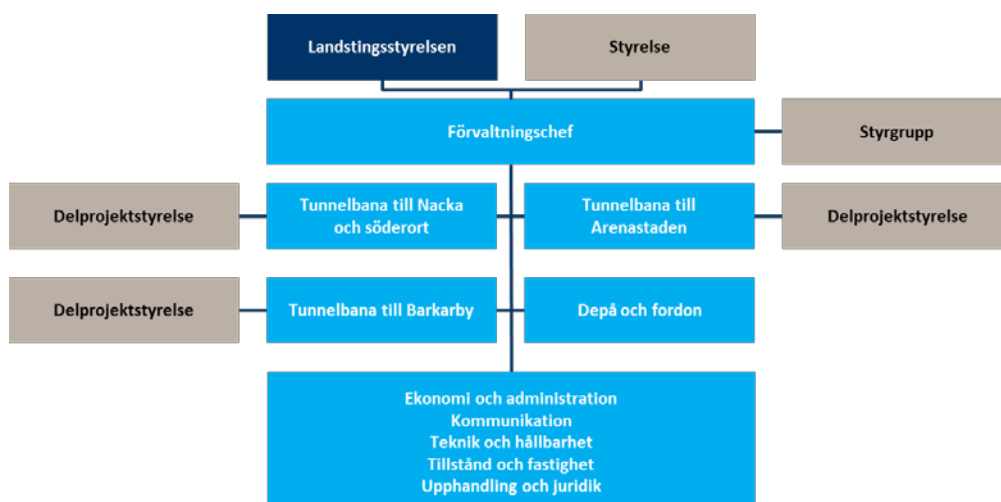 Landstingsstyrelsen
Styrelse
Förvaltningschef
Styrgrupp
Delprojektstyrelse
Tunnelbana till Nacka
och söderort
Tunnelbana till
Arenastaden
Delprojektstyrelse
Delprojektstyrelse
Tunnelbana till Barkarby
Depå och fordon
Ekonomi och administration
Kommunikation
Teknik och hållbarhet
Tillstånd och fastighet
Upphandling och juridik